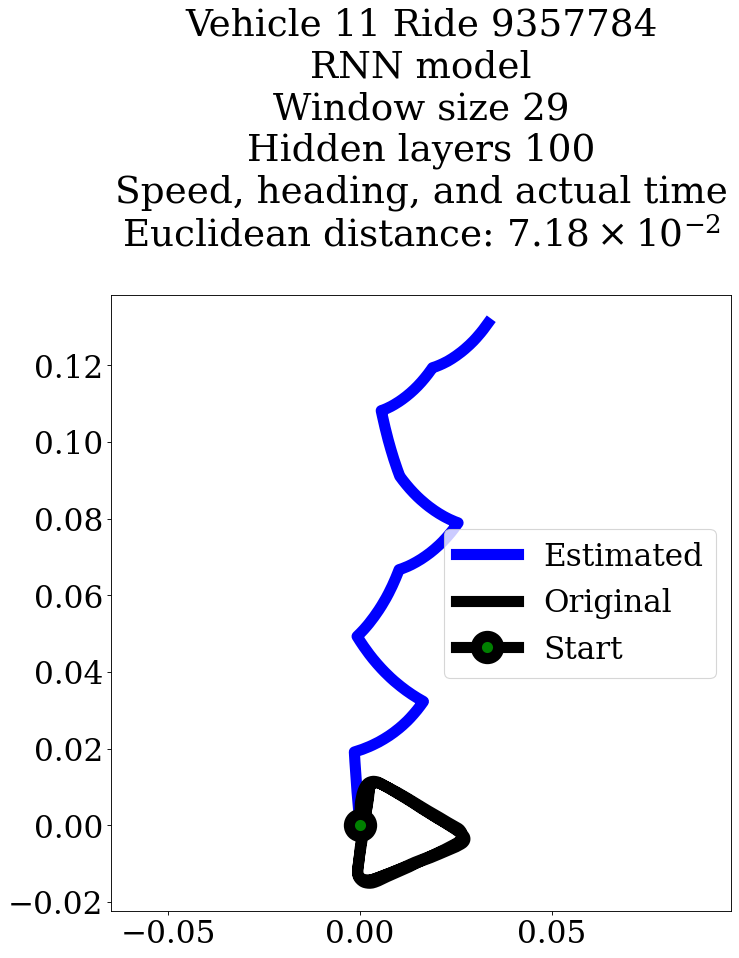 Vehicle 11 Ride 9357784
RNN model
Window size 29
Hidden layers 100
Speed, heading, and actual time
Euclidean distance: 7.18 × 10⁻²
0.12
0.10
0.08
0.06
0.04
0.02
0.00
−0.02
Estimated
Original
Start
−0.05 0.00 0.05